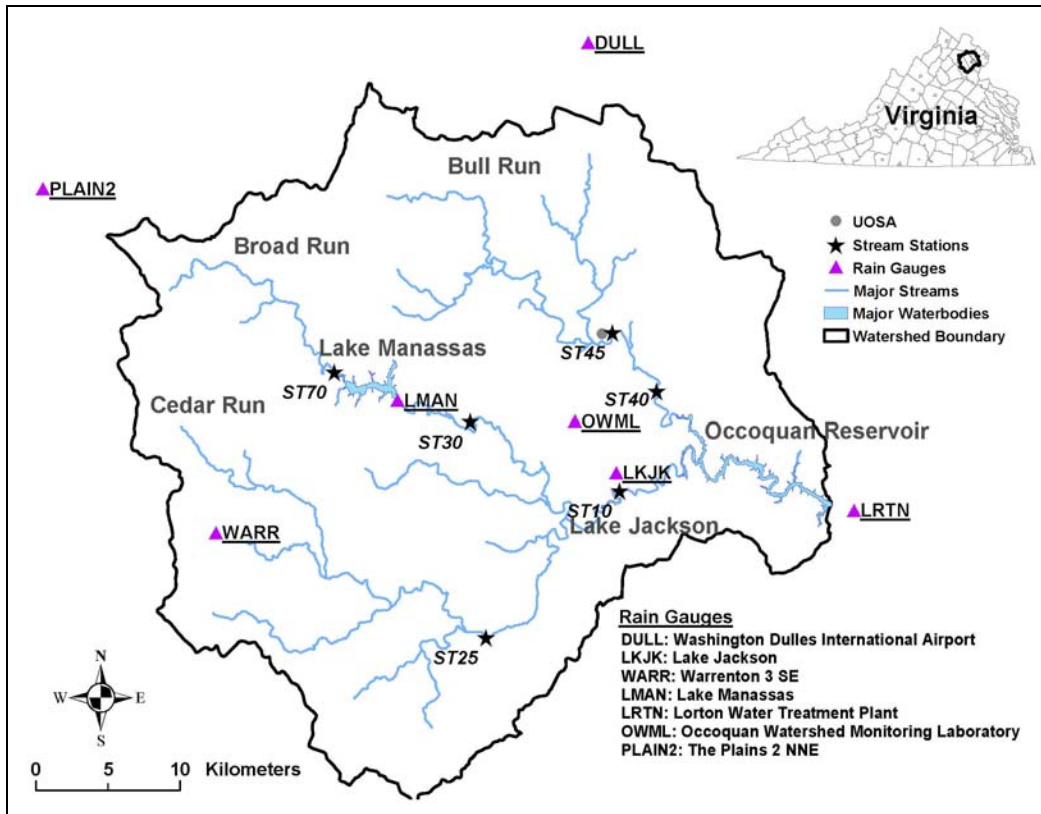 DULL
Virginia
Bull Run
PLAIN2
UOSA
Stream Stations
Rain Gauges
Major Streams
Major Waterbodies
Watershed Boundary
Broad Run
ST45
Lake Manassas
ST70
LMAN
ST40
Cedar Run
ST30
OWML
Occoquan Reservoir
LKJK
ST10
LRTN
Lake Jackson
WARR
ST25
Rain Gauges
DULL: Washington Dulles International Airport
LKJK: Lake Jackson
WARR: Warrenton 3 SE
LMAN: Lake Manassas
LRTN: Lorton Water Treatment Plant
OWML: Occoquan Watershed Monitoring Laboratory
PLAIN2: The Plains 2 NNE
N
W E
S
0 5 10 Kilometers